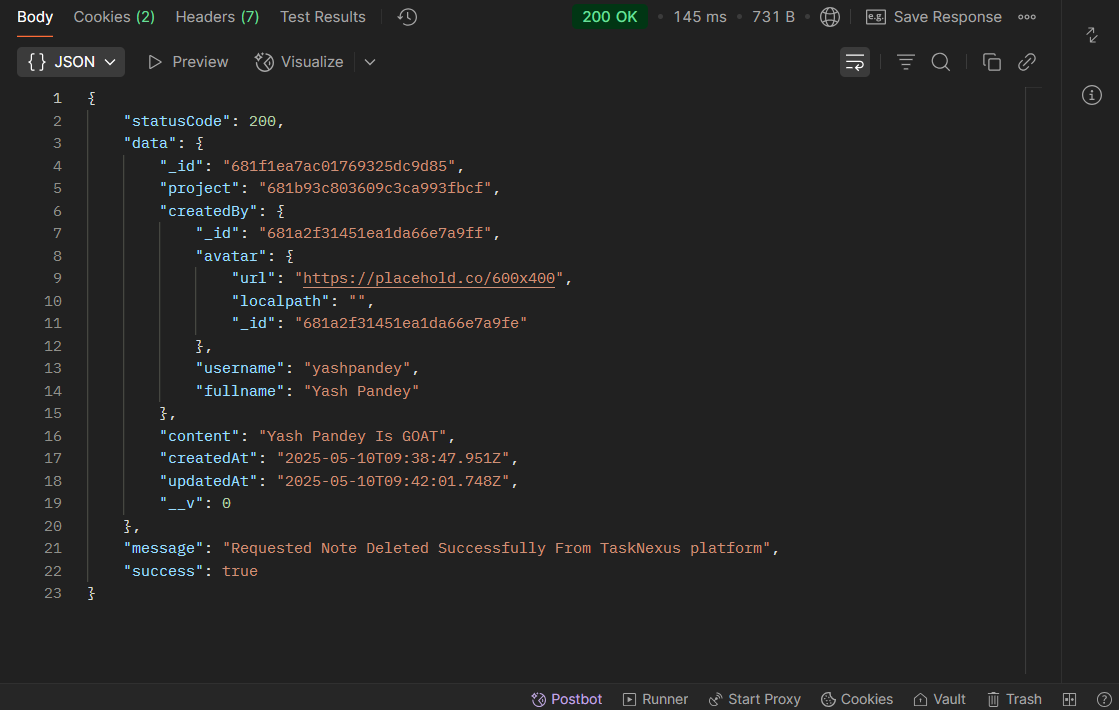 Body Cookies (2) Headers (7) Test Results 200 OK • 145 ms • 731 B • e.g. Save Response
{} JSON Preview Visualize
1 {
2 "statusCode": 200,
3 "data": {
4 "_id": "681f1ea7ac01769325dc9d85",
5 "project": "681b93c803609c3ca993fbcf",
6 "createdBy": {
7 "_id": "681a2f31451ea1da66e7a9ff",
8 "avatar": {
9 "url": "https://placehold.co/600x400",
10 "localpath": "",
11 "_id": "681a2f31451ea1da66e7a9fe"
12 },
13 "username": "yashpandey",
14 "fullname": "Yash Pandey"
15 },
16 "content": "Yash Pandey Is GOAT",
17 "createdAt": "2025-05-10T09:38:47.951Z",
18 "updatedAt": "2025-05-10T09:42:01.748Z",
19 "__v": 0
20 },
21 "message": "Requested Note Deleted Successfully From TaskNexus platform",
22 "success": true
23 }
Postbot Runner Start Proxy Cookies Vault Trash